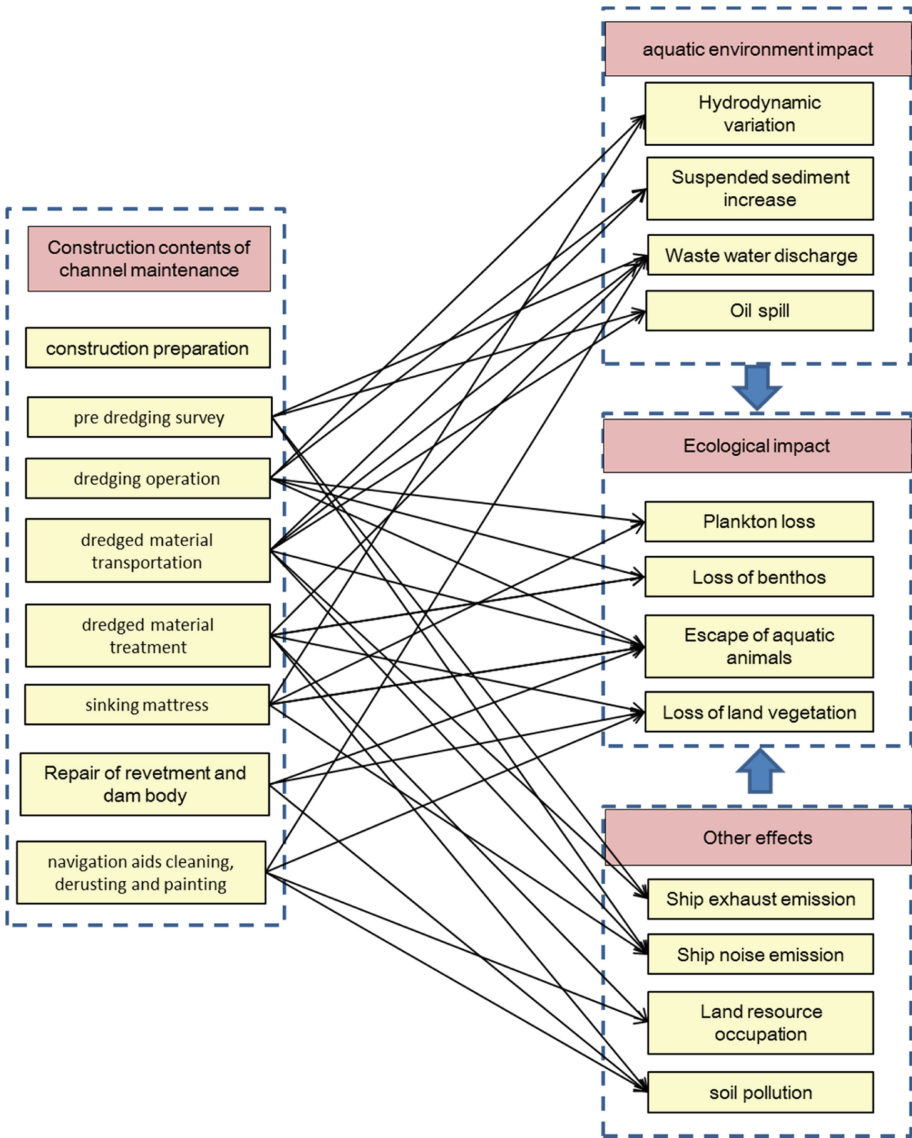 Construction contents of
channel maintenance
construction preparation
pre dredging survey
dredging operation
dredged material
transportation
dredged material
treatment
sinking mattress
Repair of revetment and
dam body
navigation aids cleaning,
derusting and painting
aquatic environment impact
Hydrodynamic
variation
Suspended sediment
increase
Waste water discharge
Oil spill
Ecological impact
Plankton loss
Loss of benthos
Escape of aquatic
animals
Loss of land vegetation
Other effects
Ship exhaust emission
Ship noise emission
Land resource
occupation
soil pollution